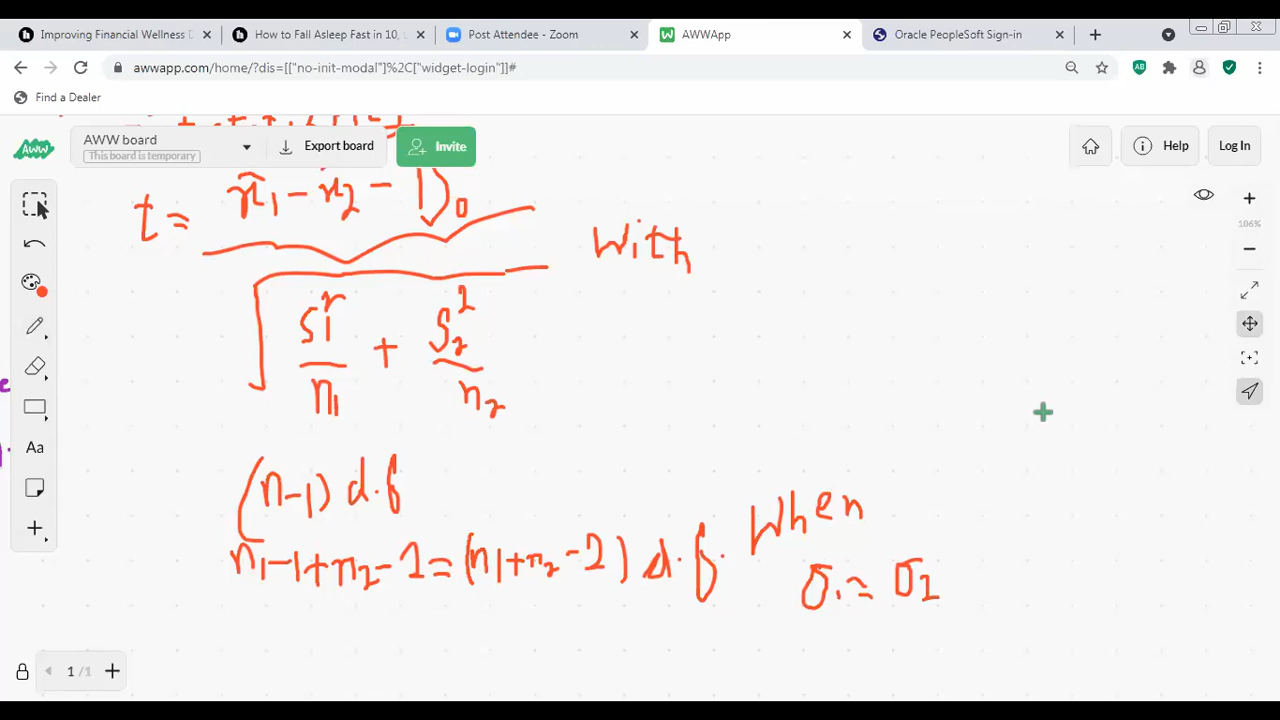 Improving Financial Wellness D
How to Fall Asleep Fast in 10,
Post Attendee - Zoom
AWWApp
Oracle PeopleSoft Sign-in
awwapp.com/home/?dis=[["no-init-modal"]%2C["widget-login"]]#
AB
Find a Dealer
AWW
AWW board
This board is temporary
Export board
Invite
Help
Log In
106%
t = x̄1 - x̄2 - D0
with
√ S1² / n1 + S2² / n2
(n-1) d.f
n1-1+n2-1=(n1+n2-2) d.f. When
σ1 = σ2
Aa
1 / 1